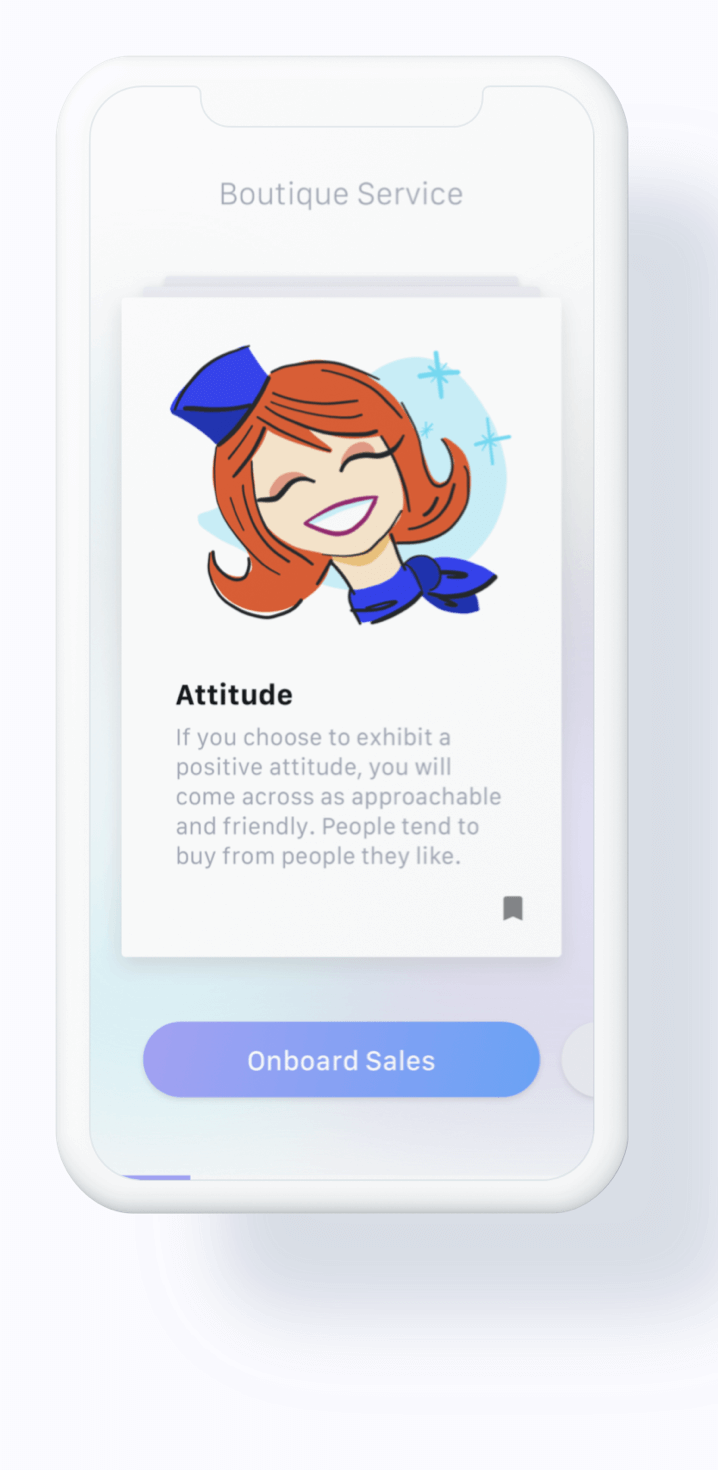 Boutique Service
Attitude
If you choose to exhibit a
positive attitude, you will
come across as approachable
and friendly. People tend to
buy from people they like.
Onboard Sales